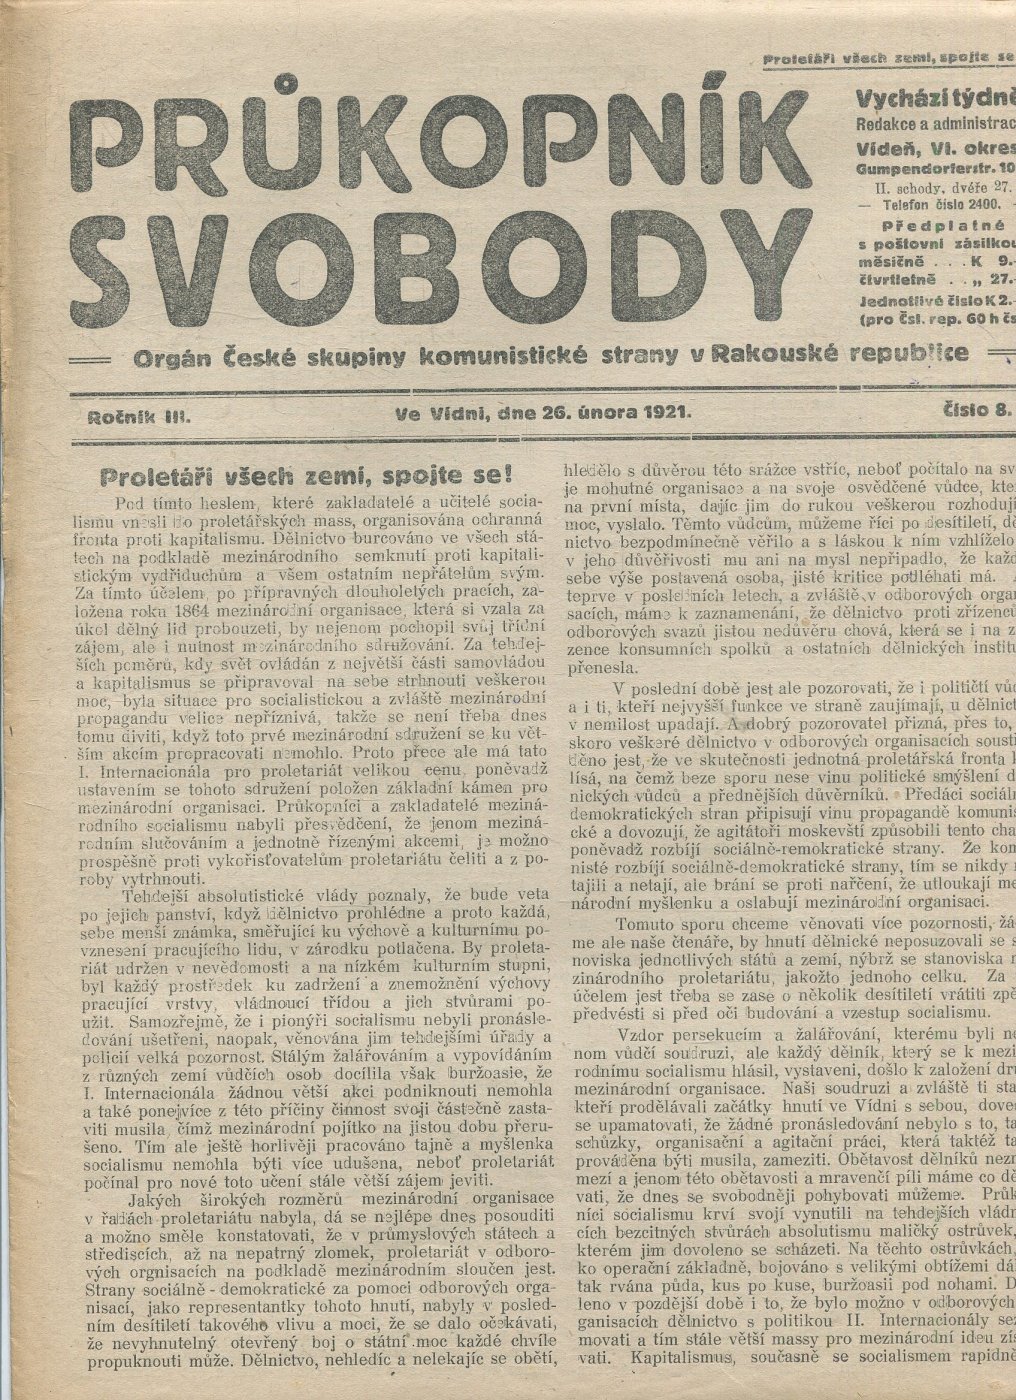 Proletáři všech zemi, spojte se
PRŮKOPNÍK
SVOBODY
Vychází týdně
Redakce a administrac
Vídeň, VI. okres
Gumpendorferstr. 10
II. schody, dvéře 27.
— Telefon číslo 2400. -
Předplatné
s poštovní zásilkou
měsíčně . . . K 9.-
čtvrtletně . . „ 27.-
Jednotlivé číslo K 2.-
(pro Čsl. rep. 60 h čs
Orgán České skupiny komunistické strany v Rakouské republice
Ročník III.
Ve Vídni, dne 26. února 1921.
Číslo 8.
Proletáři všech zemí, spojte se!
Pod tímto heslem, které zakladatelé a učitelé socia-
lismu vnesli do proletářských mass, organisována ochranná
fronta proti kapitalismu. Dělnictvo burcováno ve všech stá-
tech na podkladě mezinárodního semknutí proti kapitali-
stickým vydřiduchům a všem ostatním nepřátelům svým.
Za tímto účelem, po přípravných dlouholetých pracích, za-
ložena roku 1864 mezinárodní organisace, která si vzala za
úkol dělný lid probouzeti, by nejenom pochopil svůj třídní
zájem, ale i nutnost mezinárodního sdružování. Za tehdej-
ších poměrů, kdy svět ovládán z největší části samovládou
a kapitalismus se připravoval na sebe strhnouti veškerou
moc, byla situace pro socialistickou a zvláště mezinárodní
propagandu velice nepříznivá, takže se není třeba dnes
tomu diviti, když toto prvé mezinárodní sdružení se ku vět-
ším akcím propracovati nemohlo. Proto přece ale má tato
I. Internacionála pro proletariát velikou cenu, poněvadž
ustavením se tohoto sdružení položen základní kámen pro
mezinárodní organisaci. Průkopníci a zakladatelé meziná-
rodního socialismu nabyli přesvědčení, že jenom meziná-
rodním slučováním a jednotně řízenými akcemi, je možno
prospěšně proti vykořisťovatelům proletariátu čeliti a z po-
roby vytrhnouti.
Tehdejší absolutistické vlády poznaly, že bude veta
po jejich panství, když dělnictvo prohlédne a proto každá,
sebe menší známka, směřující ku výchově a kulturnímu po-
vznesení pracujícího lidu, v zárodku potlačena. By proleta-
riát udržen v nevědomosti a na nízkém kulturním stupni,
byl každý prostředek ku zadržení a znemožnění výchovy
pracující vrstvy, vládnoucí třídou a jich stvůrami po-
užit. Samozřejmě, že i pionýři socialismu nebyli pronásle-
dování ušetřeni, naopak, věnována jim tehdejšími úřady a
policií velká pozornost. Stálým žalářováním a vypovídáním
z různých zemí vůdčích osob docílila však buržoasie, že
I. Internacionála žádnou větší akci podniknouti nemohla
a také ponejvíce z této příčiny činnost svoji částečně zasta-
viti musila, čímž mezinárodní pojítko na jistou dobu přeru-
šeno. Tím ale ještě horlivěji pracováno tajně a myšlenka
socialismu nemohla býti více udušena, neboť proletariát
počínal pro nové toto učení stále větší zájem jeviti.
Jakých širokých rozměrů mezinárodní organisace
v řadách proletariátu nabyla, dá se nejlépe dnes posouditi
a možno směle konstatovati, že v průmyslových státech a
střediscích, až na nepatrný zlomek, proletariát v odboro-
vých orgnisacích na podkladě mezinárodním sloučen jest.
Strany sociálně - demokratické za pomoci odborových orga-
nisací, jako representantky tohoto hnutí, nabyly v posled-
ním desítiletí takového vlivu a moci, že se dalo očekávati,
že nevyhnutelný otevřený boj o státní moc každé chvíle
propuknouti může. Dělnictvo, nehledíc a nelekajíc se obětí,
hledělo s důvěrou této srážce vstříc, neboť počítalo na sv
je mohutné organisace a na svoje osvědčené vůdce, kte
na první místa, dajíc jim do rukou veškerou rozhoduji
moc, vyslalo. Těmto vůdcům, můžeme říci po desítiletí, dě
nictvo bezpodmínečně věřilo a s láskou k ním vzhlíželo
v jeho důvěřivosti mu ani na mysl nepřipadlo, že každ
sebe výše postavená osoba, jisté kritice podléhati má.
teprve v posledních letech, a zvláště v odborových organ
sacích, máme k zaznamenání, že dělnictvo proti zřízenců
odborových svazů jistou nedůvěru chová, která se i na z
zence konsumních spolků a ostatních dělnických institu
přenesla.
V poslední době jest ale pozorovati, že i političtí vůd
a i ti, kteří nejvyšší funkce ve straně zaujímají, u dělnict
v nemilost upadají. A dobrý pozorovatel přizná, přes to,
skoro veškeré dělnictvo v odborových organisacích sousti
děno jest, že ve skutečnosti jednotná proletářská fronta k
lísá, na čemž beze sporu nese vinu politické smýšlení d
nických vůdců a přednějších důvěrníků. Předáci sociáln
demokratických stran připisují vinu propagandě komunis
cké a dovozují, že agitátoři moskevští způsobili tento cha
poněvadž rozbíjí sociálně-remokratické strany. Že kom
nisté rozbíjí sociálně-demokratické strany, tím se nikdy
tajili a netají, ale brání se proti nařčení, že utloukají me
národní myšlenku a oslabují mezinárodní organisaci.
Tomuto sporu chceme věnovati více pozornosti, žá
me ale naše čtenáře, by hnutí dělnické neposuzovali se s
noviska jednotlivých států a zemí, nýbrž se stanoviska m
zinárodního proletariátu, jakožto jednoho celku. Za
účelem jest třeba se zase o několik desítiletí vrátiti zpě
předvésti si před oči budování a vzestup socialismu.
Vzdor persekucím a žalářování, kterému byli ne
nom vůdčí soudruzi, ale každý dělník, který se k mezi
rodnímu socialismu hlásil, vystaveni, došlo k založení dru
mezinárodní organisace. Naši soudruzi a zvláště ti sta
kteří prodělávali začátky hnutí ve Vídni s sebou, dove
se upamatovati, že žádné pronásledování nebylo s to, ta
schůzky, organisační a agitační práci, která taktéž ta
prováděna býti musila, zameziti. Obětavost dělníků nezn
mezí a jenom této obětavosti a mravenčí píli máme co dě
vati, že dnes se svobodněji pohybovati můžeme. Průk
níci socialismu krví svojí vynutili na tehdejších vládn
cích bezcitných stvůrách absolutismu maličký ostrůvek,
kterém jim dovoleno se scházeti. Na těchto ostrůvkách,
ko operační základně, bojováno s velikými obtížemi dá
tak rvána půda, kus po kuse, buržoasii pod nohami. D
leno v pozdější době i to, že bylo možno v odborových
ganisacích dělnictvo s politikou II. Internacionály sez
movati a tím stále větší massy pro mezinárodní ideu zís
vati. Kapitalismus, současně se socialismem rapidně